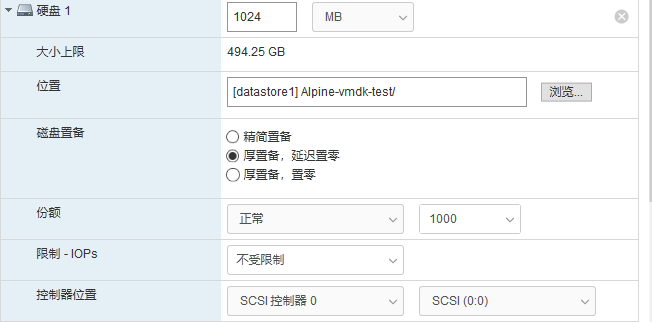 硬盘 1 1024 MB
大小上限 494.25 GB
位置 [datastore1] Alpine-vmdk-test/ 浏览...
磁盘置备 精简置备
厚置备，延迟置零
厚置备，置零
份额 正常 1000
限制 - IOPs 不受限制
控制器位置 SCSI 控制器 0 SCSI (0:0)